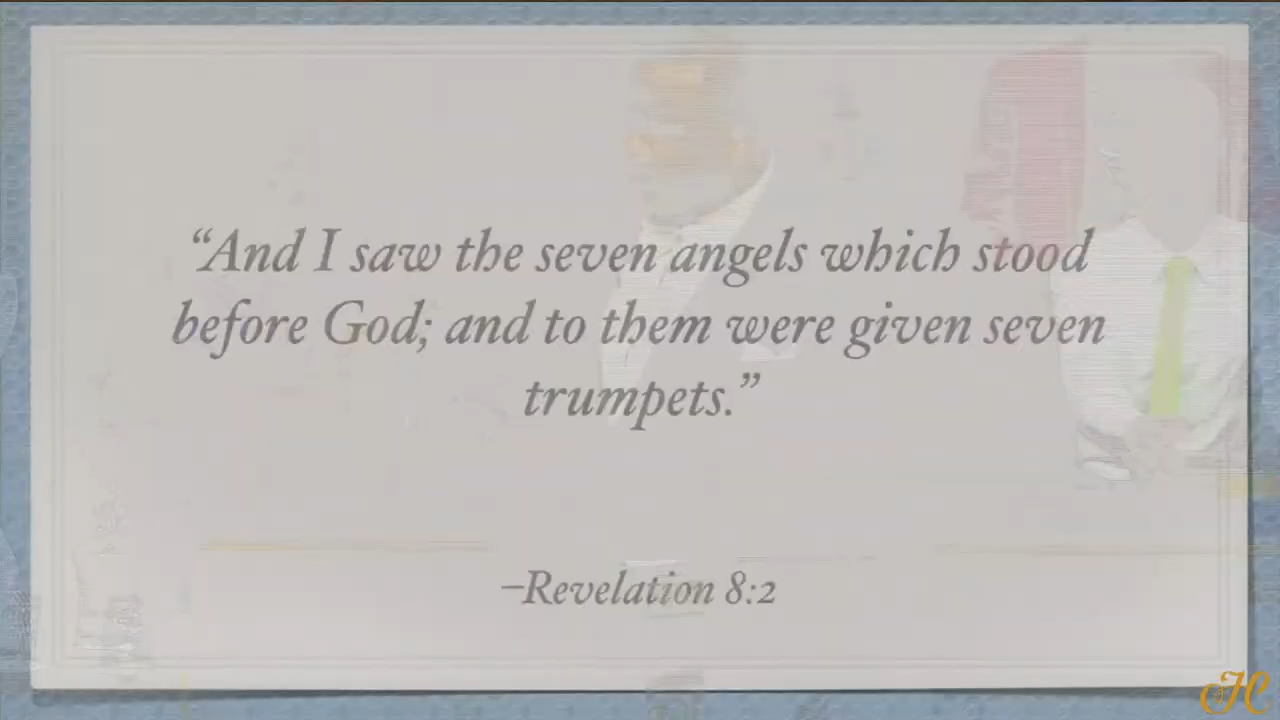 “And I saw the seven angels which stood
before God; and to them were given seven
trumpets.”
–Revelation 8:2
H